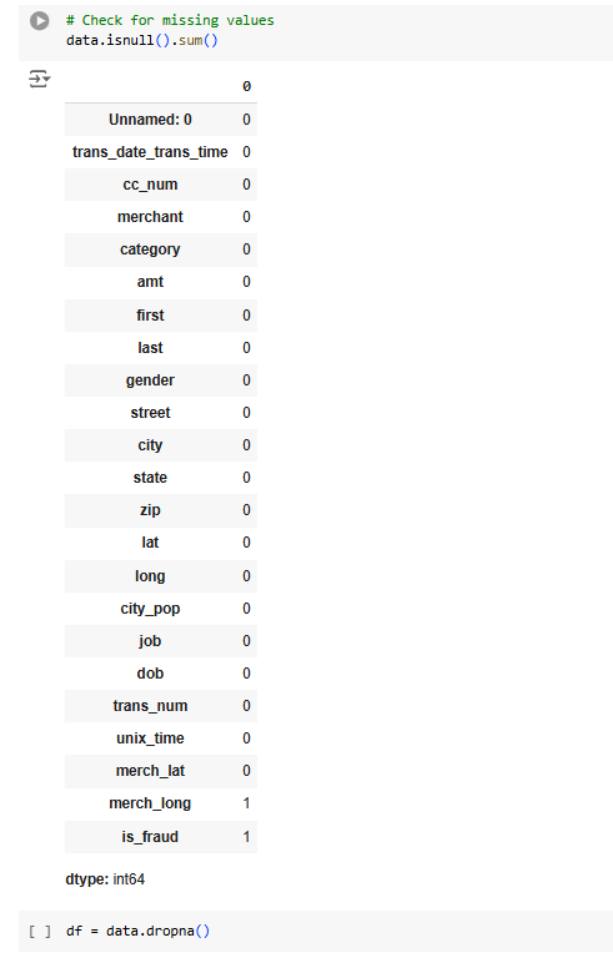 # Check for missing values
data.isnull().sum()
0
Unnamed: 0 0
trans_date_trans_time 0
cc_num 0
merchant 0
category 0
amt 0
first 0
last 0
gender 0
street 0
city 0
state 0
zip 0
lat 0
long 0
city_pop 0
job 0
dob 0
trans_num 0
unix_time 0
merch_lat 0
merch_long 1
is_fraud 1
dtype: int64
[ ] df = data.dropna()